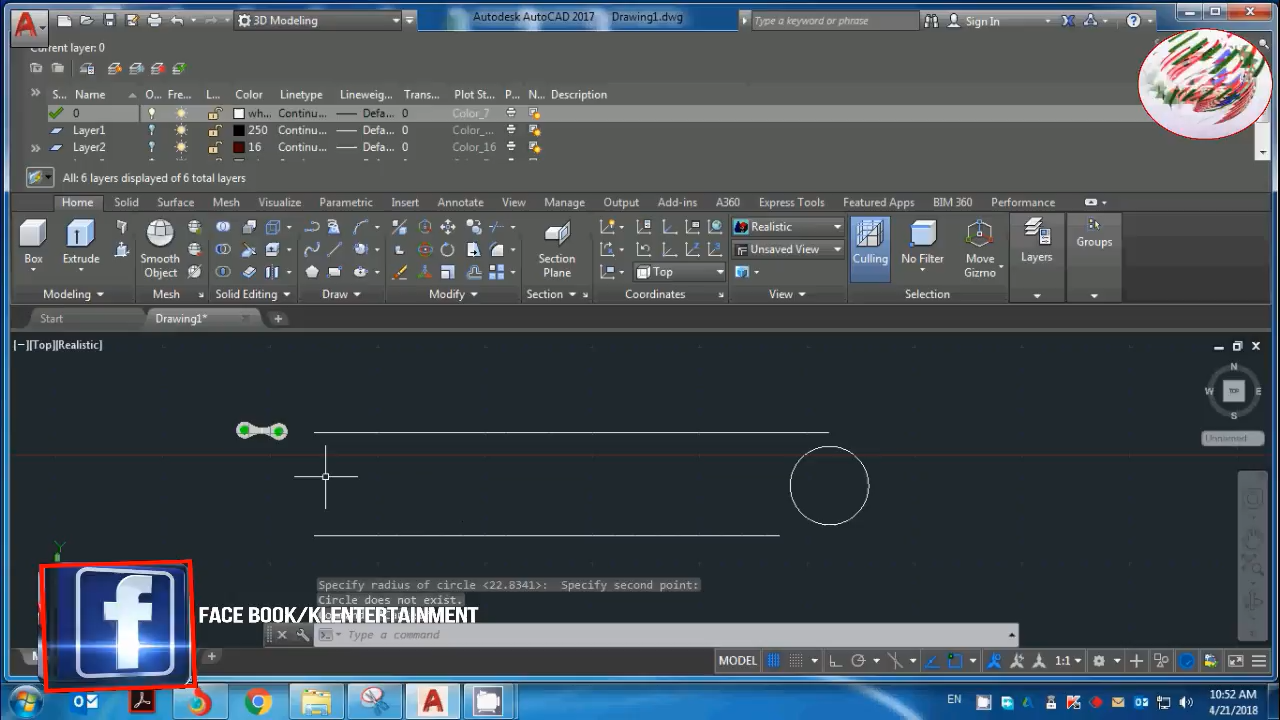 3D Modeling
Autodesk AutoCAD 2017 Drawing1.dwg
Type a keyword or phrase
Sign In
Current layer: 0
S... Name O... Fre... L... Color Linetype Lineweig... Trans... Plot St... P... N... Description
0 wh... Continu... Defa... 0 Color_7
Layer1 250 Continu... Defa... 0 Color_...
Layer2 16 Continu... Defa... 0 Color_16
All: 6 layers displayed of 6 total layers
Home Solid Surface Mesh Visualize Parametric Insert Annotate View Manage Output Add-ins A360 Express Tools Featured Apps BIM 360 Performance
Box
Extrude
Smooth Object
Section Plane
Realistic
Unsaved View
Top
Culling
No Filter
Move Gizmo
Layers
Groups
Modeling Mesh Solid Editing Draw Modify Section Coordinates View Selection
Start Drawing1* +
[−][Top][Realistic]
N
W TOP E
S
Unnamed
Y
Specify radius of circle <22.8341>: Specify second point:
Circle does not exist.
FACE BOOK/KLENTERTAINMENT
Type a command
MODEL 1:1
EN
10:52 AM
4/21/2018